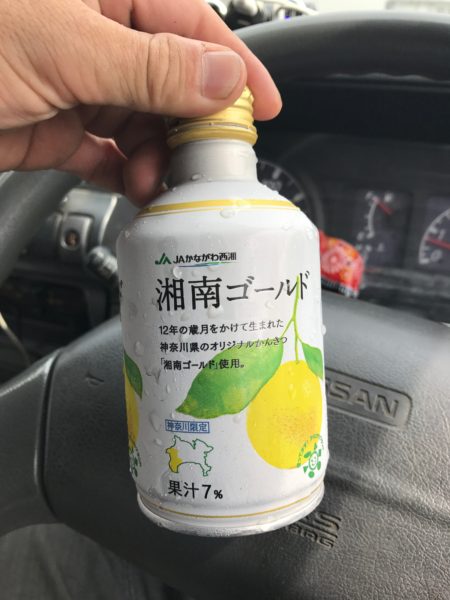 JAかながわ西湘
湘南ゴールド
12年の歳月をかけて生まれた
神奈川県のオリジナルかんきつ
「湘南ゴールド」使用。
神奈川限定
果汁7%
NISSAN